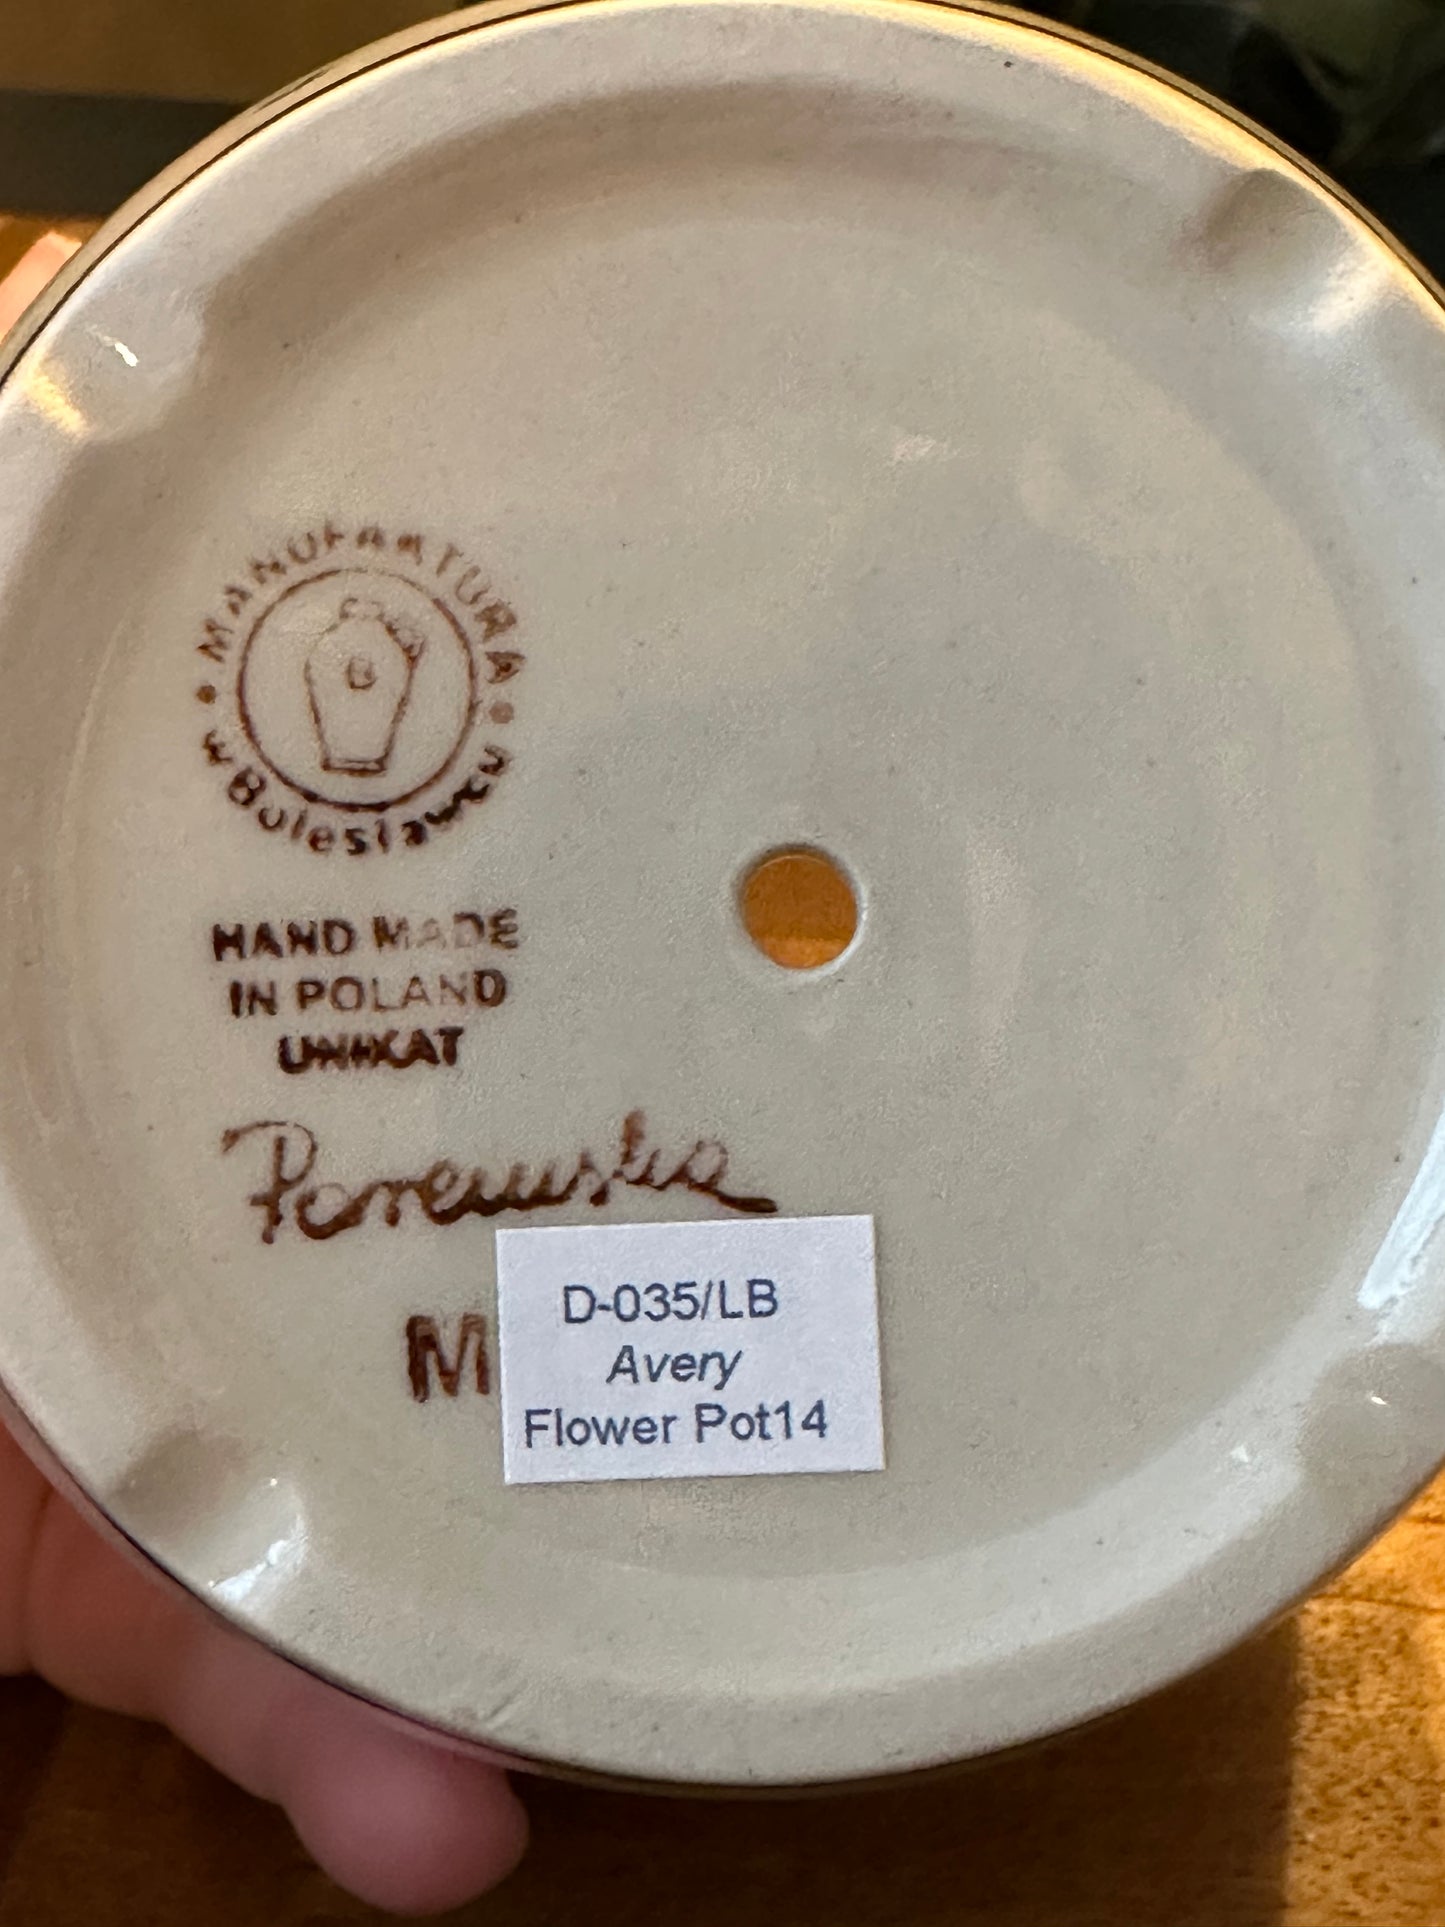 MANUFAKTURA
w Bolesławcu
B
HAND MADE
IN POLAND
UNIKAT
M
D-035/LB
Avery
Flower Pot14